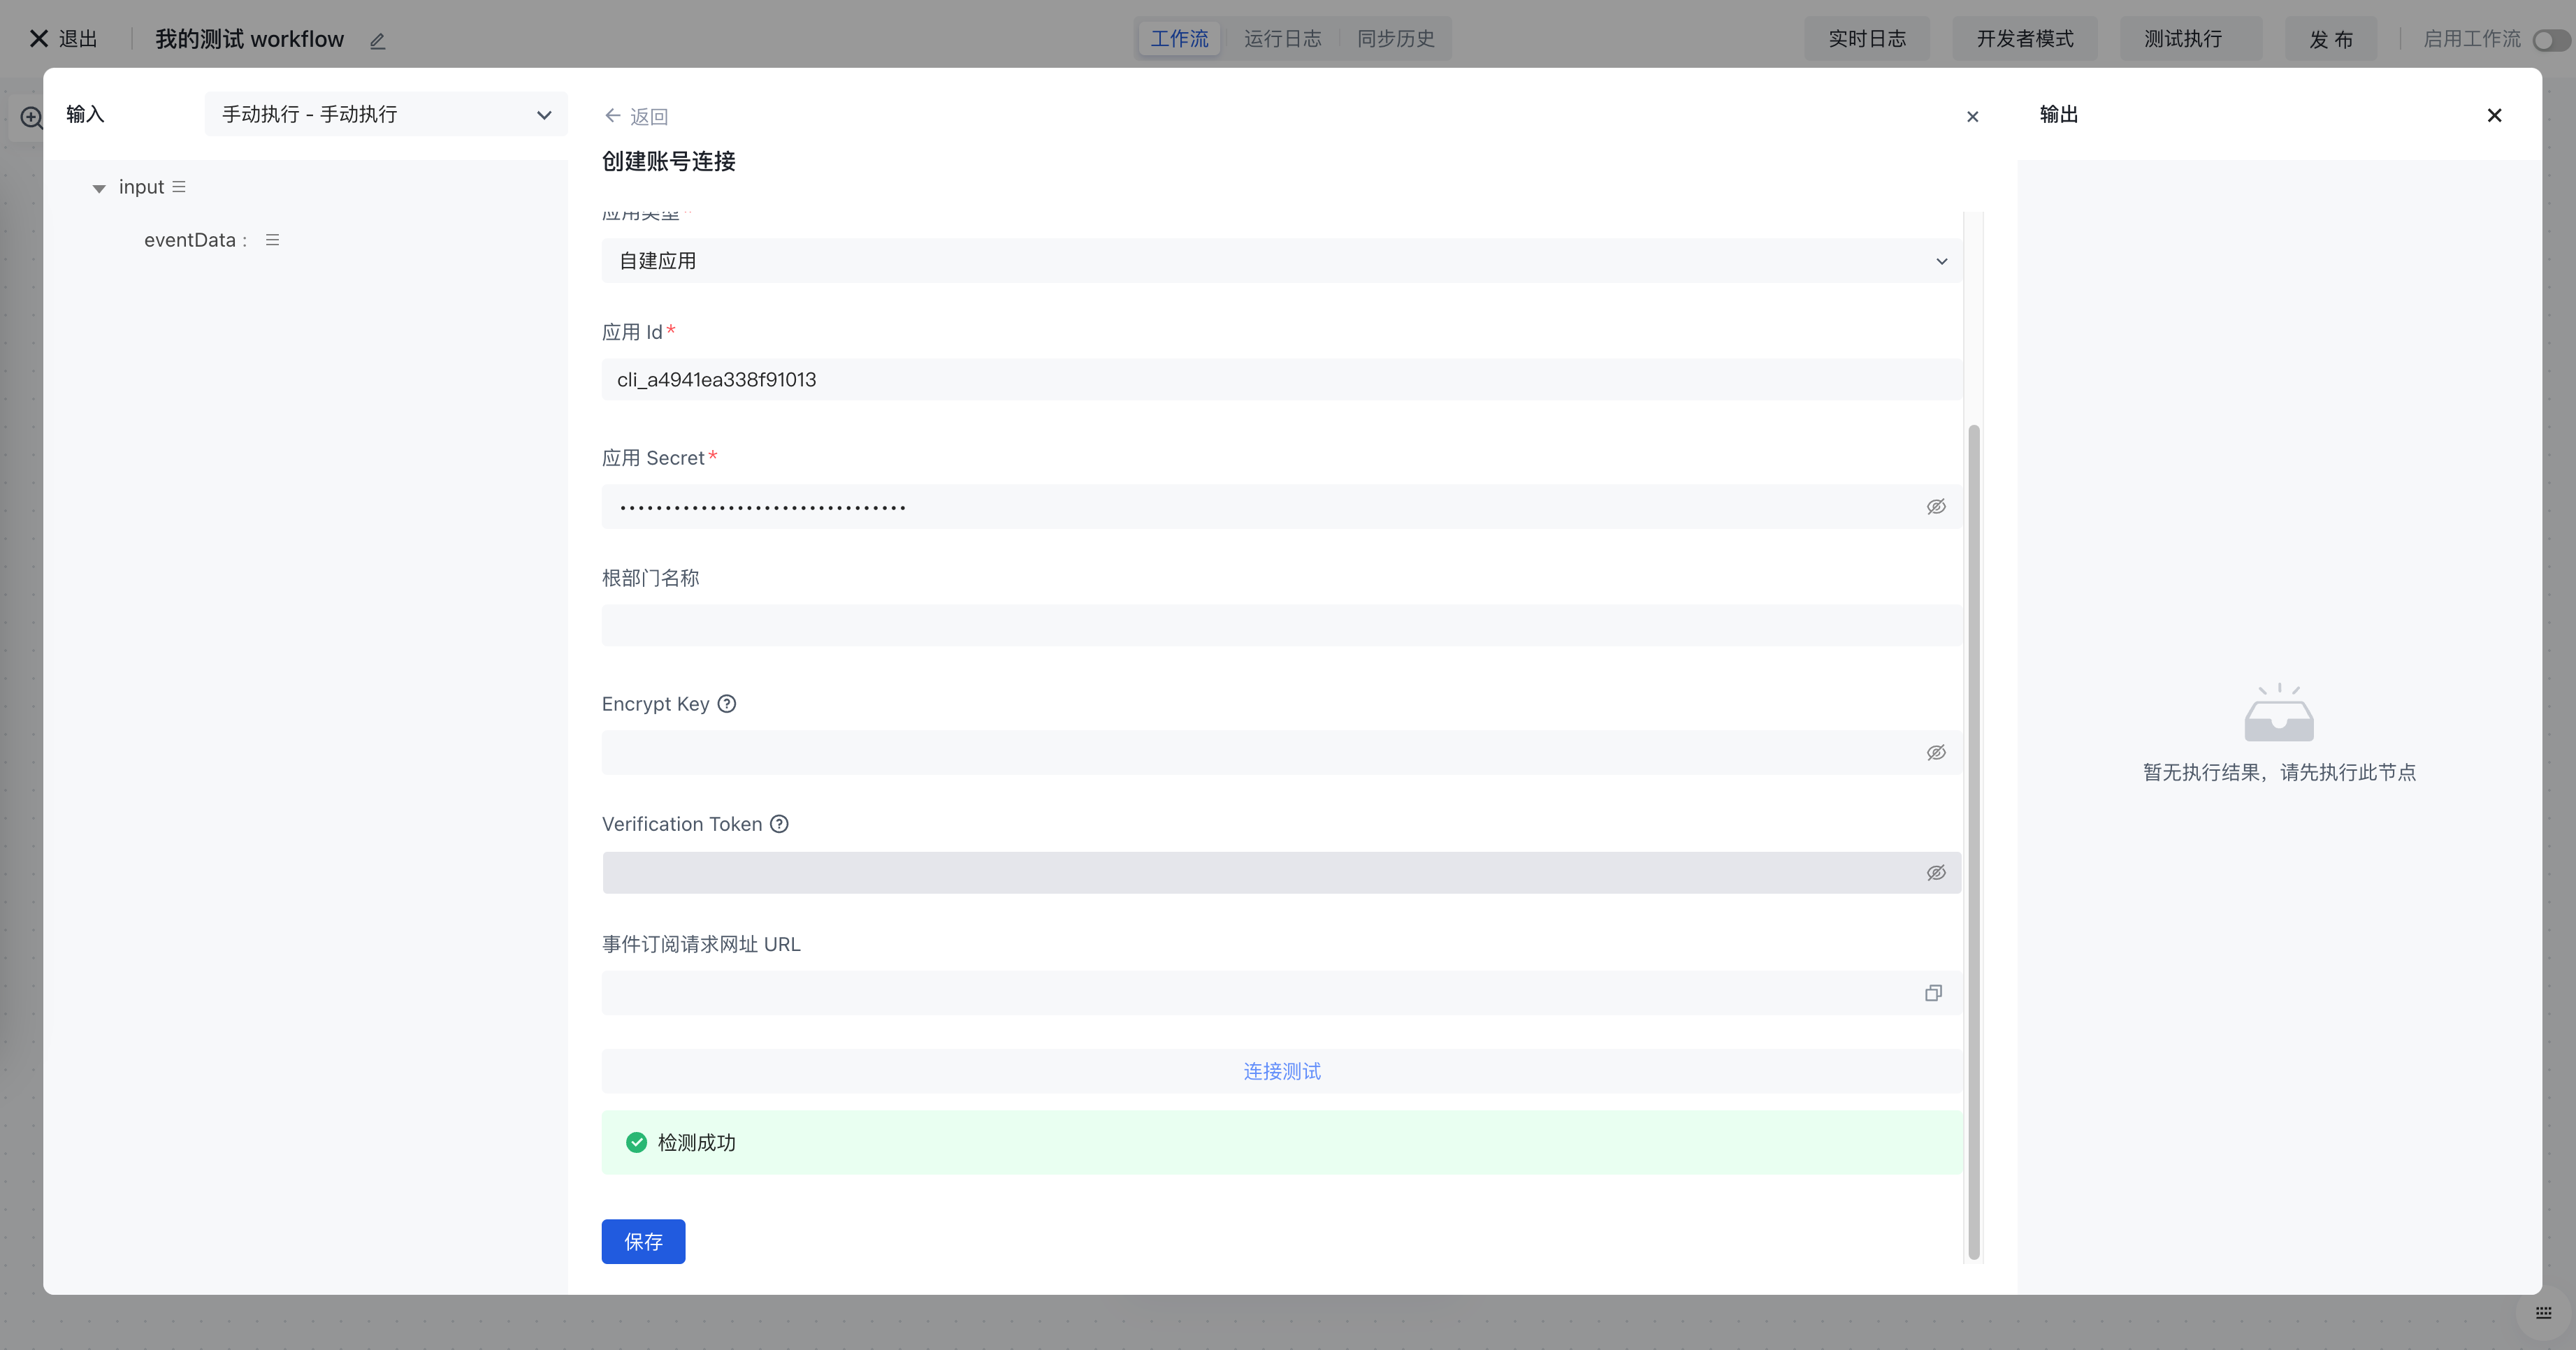 退出
我的测试 workflow
工作流
运行日志
同步历史
实时日志
开发者模式
测试执行
发 布
启用工作流
输入
手动执行 - 手动执行
input
eventData :
返回
创建账号连接
应用类型*
自建应用
应用 Id*
cli_a4941ea338f91013
应用 Secret*
根部门名称
Encrypt Key
Verification Token
事件订阅请求网址 URL
连接测试
检测成功
保存
输出
暂无执行结果，请先执行此节点